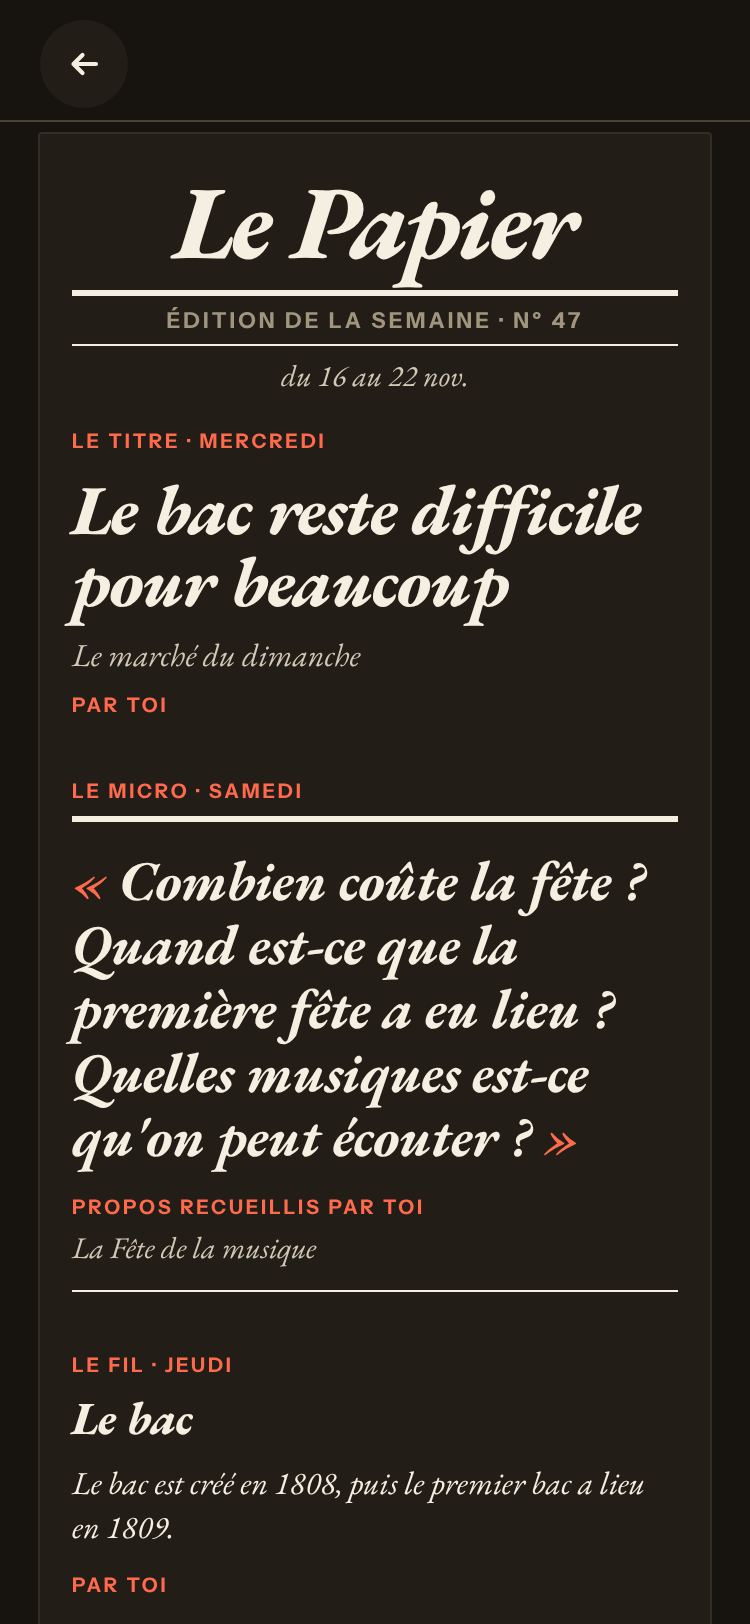 Le Papier
ÉDITION DE LA SEMAINE · N° 47
du 16 au 22 nov.
LE TITRE · MERCREDI
Le bac reste difficile
pour beaucoup
Le marché du dimanche
PAR TOI
LE MICRO · SAMEDI
« Combien coûte la fête ?
Quand est-ce que la
première fête a eu lieu ?
Quelles musiques est-ce
qu'on peut écouter ? »
PROPOS RECUEILLIS PAR TOI
La Fête de la musique
LE FIL · JEUDI
Le bac
Le bac est créé en 1808, puis le premier bac a lieu
en 1809.
PAR TOI